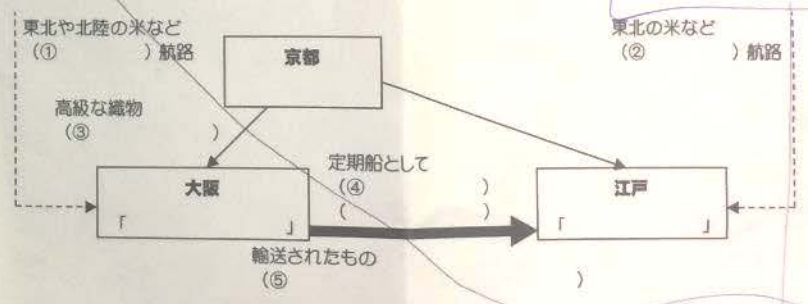 東北や北陸の米など
(①　　　　　)航路
京都
東北の米など
(②　　　　　)航路
高級な織物
(③　　　　　)
大阪
「　　　　　」
定期船として
(④　　　　　)
(　　　　　)
江戸
「　　　　　」
輸送されたもの
(⑤　　　　　)